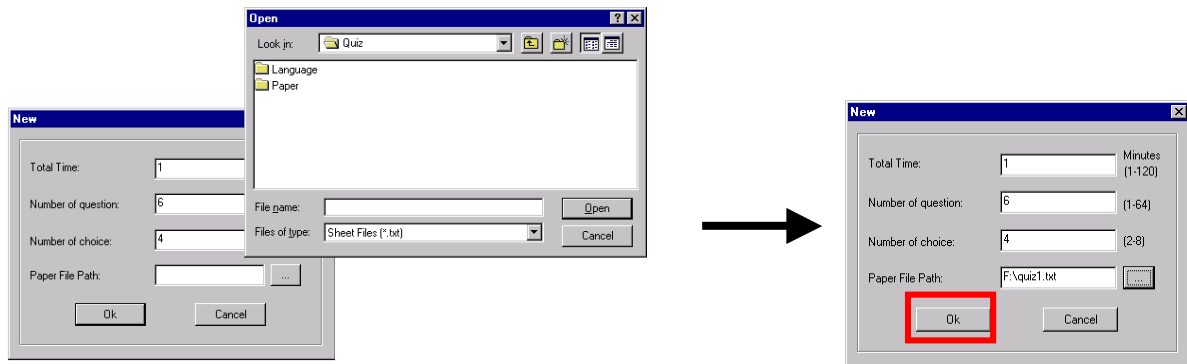 Open
Look in: Quiz
Language
Paper
File name:
Open
Files of type: Sheet Files (*.txt)
Cancel
New
Total Time: 1
Number of question: 6
Number of choice: 4
Paper File Path: ...
Ok Cancel
New
Total Time: 1 Minutes
(1-120)
Number of question: 6 (1-64)
Number of choice: 4 (2-8)
Paper File Path: F:\quiz1.txt ...
Ok Cancel